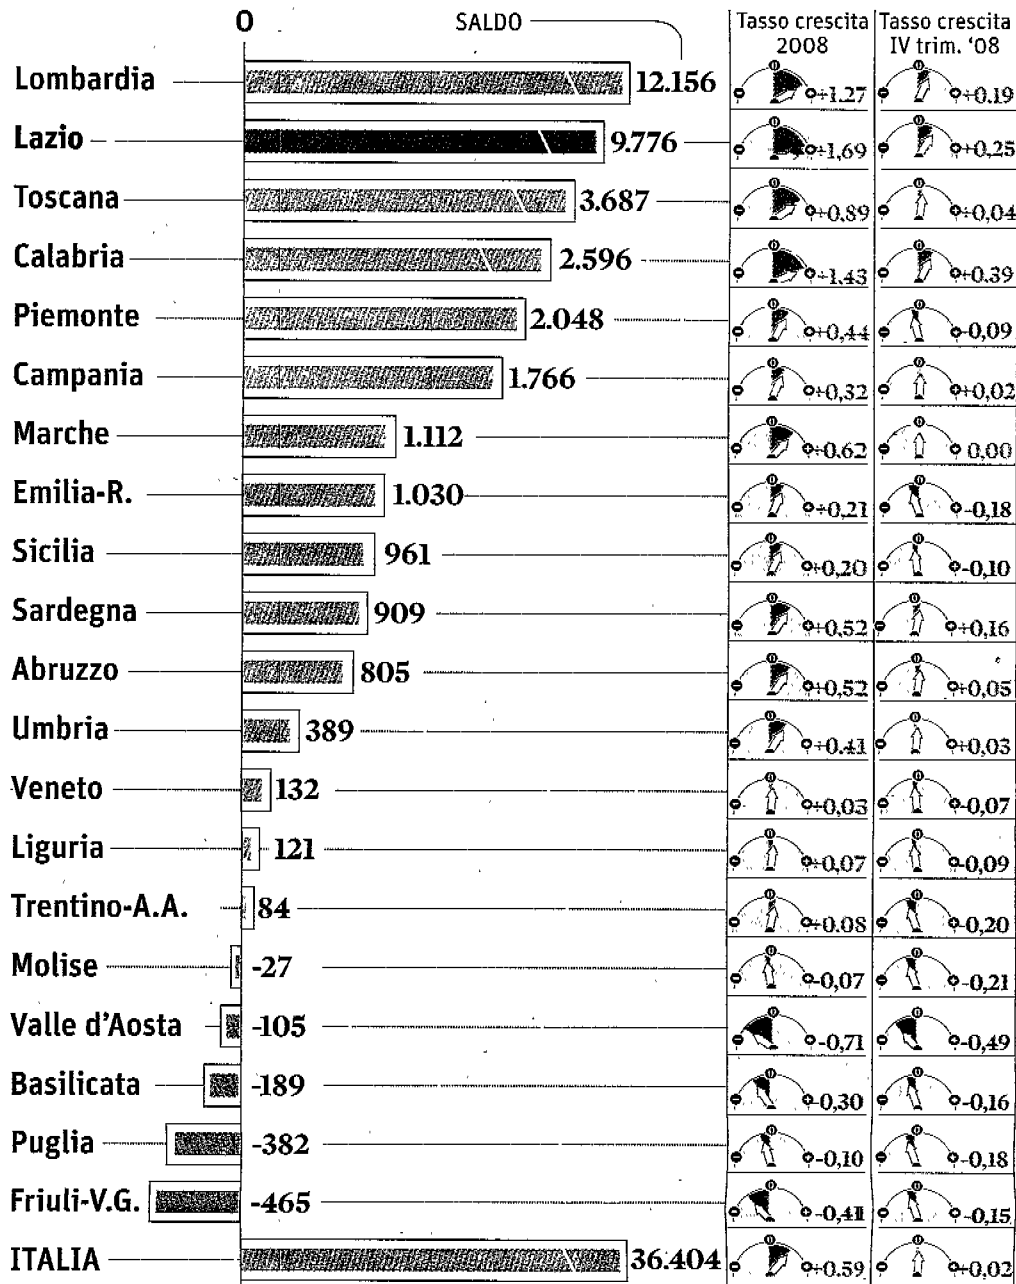 0 SALDO Tasso crescita 2008 Tasso crescita IV trim. '08
Lombardia 12.156 +1.27 +0.19
Lazio 9.776 +1,69 +0,25
Toscana 3.687 +0.89 +0,04
Calabria 2.596 +1,43 +0.39
Piemonte 2.048 +0,44 -0,09
Campania 1.766 +0,32 +0,02
Marche 1.112 +0.62 0,00
Emilia-R. 1.030 +0,21 -0,18
Sicilia 961 +0,20 -0,10
Sardegna 909 +0,52 +0,16
Abruzzo 805 +0,52 +0,05
Umbria 389 +0.41 +0,03
Veneto 132 +0,03 -0,07
Liguria 121 +0,07 -0,09
Trentino-A.A. 84 +0.08 -0,20
Molise -27 -0,07 -0,21
Valle d'Aosta -105 -0,71 -0,49
Basilicata -189 -0,30 -0,16
Puglia -382 -0,10 -0,18
Friuli-V.G. -465 -0,41 -0,15
ITALIA 36.404 +0.59 +0,02